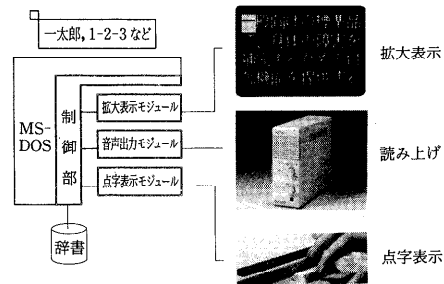 一太郎,1-2-3など
MS-
DOS
制御部
拡大表示モジュール
音声出力モジュール
点字表示モジュール
辞書
拡大表示
読み上げ
点字表示